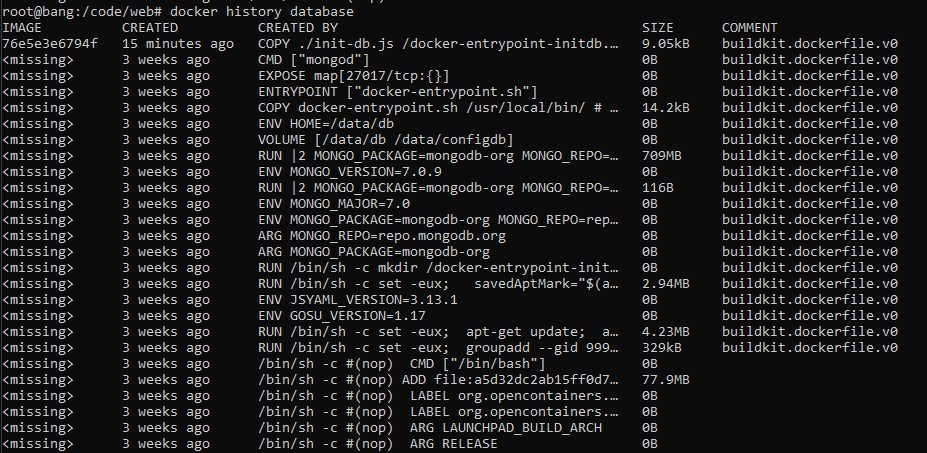 root@bang:/code/web# docker history database
IMAGE CREATED CREATED BY SIZE COMMENT
76e5e3e6794f 15 minutes ago COPY ./init-db.js /docker-entrypoint-initdb.… 9.05kB buildkit.dockerfile.v0
<missing> 3 weeks ago CMD ["mongod"] 0B buildkit.dockerfile.v0
<missing> 3 weeks ago EXPOSE map[27017/tcp:{}] 0B buildkit.dockerfile.v0
<missing> 3 weeks ago ENTRYPOINT ["docker-entrypoint.sh"] 0B buildkit.dockerfile.v0
<missing> 3 weeks ago COPY docker-entrypoint.sh /usr/local/bin/ # … 14.2kB buildkit.dockerfile.v0
<missing> 3 weeks ago ENV HOME=/data/db 0B buildkit.dockerfile.v0
<missing> 3 weeks ago VOLUME [/data/db /data/configdb] 0B buildkit.dockerfile.v0
<missing> 3 weeks ago RUN |2 MONGO_PACKAGE=mongodb-org MONGO_REPO=… 709MB buildkit.dockerfile.v0
<missing> 3 weeks ago ENV MONGO_VERSION=7.0.9 0B buildkit.dockerfile.v0
<missing> 3 weeks ago RUN |2 MONGO_PACKAGE=mongodb-org MONGO_REPO=… 116B buildkit.dockerfile.v0
<missing> 3 weeks ago ENV MONGO_MAJOR=7.0 0B buildkit.dockerfile.v0
<missing> 3 weeks ago ENV MONGO_PACKAGE=mongodb-org MONGO_REPO=rep… 0B buildkit.dockerfile.v0
<missing> 3 weeks ago ARG MONGO_REPO=repo.mongodb.org 0B buildkit.dockerfile.v0
<missing> 3 weeks ago ARG MONGO_PACKAGE=mongodb-org 0B buildkit.dockerfile.v0
<missing> 3 weeks ago RUN /bin/sh -c mkdir /docker-entrypoint-init… 0B buildkit.dockerfile.v0
<missing> 3 weeks ago RUN /bin/sh -c set -eux; savedAptMark="$(a… 2.94MB buildkit.dockerfile.v0
<missing> 3 weeks ago ENV JSYAML_VERSION=3.13.1 0B buildkit.dockerfile.v0
<missing> 3 weeks ago ENV GOSU_VERSION=1.17 0B buildkit.dockerfile.v0
<missing> 3 weeks ago RUN /bin/sh -c set -eux; apt-get update; a… 4.23MB buildkit.dockerfile.v0
<missing> 3 weeks ago RUN /bin/sh -c set -eux; groupadd --gid 999… 329kB buildkit.dockerfile.v0
<missing> 3 weeks ago /bin/sh -c #(nop) CMD ["/bin/bash"] 0B
<missing> 3 weeks ago /bin/sh -c #(nop) ADD file:a5d32dc2ab15ff0d7… 77.9MB
<missing> 3 weeks ago /bin/sh -c #(nop) LABEL org.opencontainers.… 0B
<missing> 3 weeks ago /bin/sh -c #(nop) LABEL org.opencontainers.… 0B
<missing> 3 weeks ago /bin/sh -c #(nop) ARG LAUNCHPAD_BUILD_ARCH 0B
<missing> 3 weeks ago /bin/sh -c #(nop) ARG RELEASE 0B